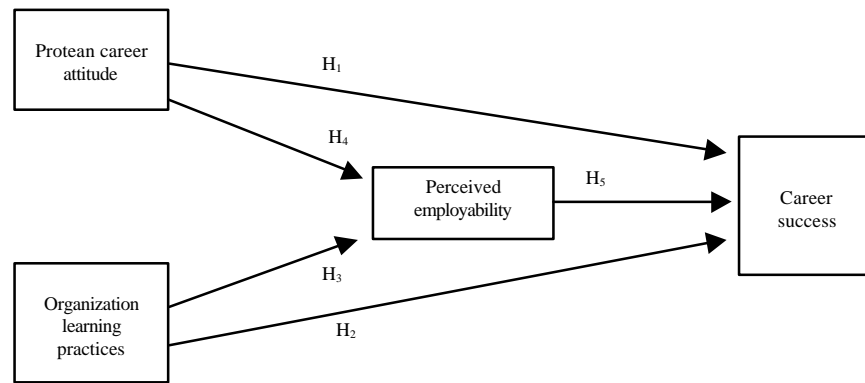 Protean career
attitude
H1
H4
Perceived
employability
H5
Career
success
H3
Organization
learning
practices
H2